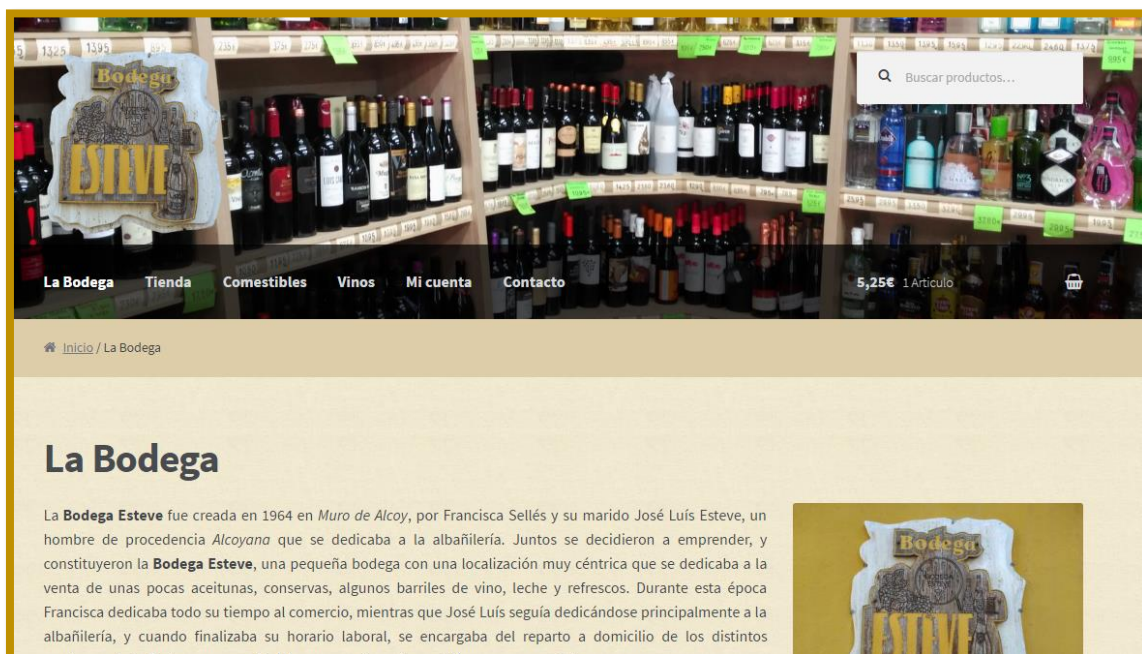 Bodega
ESTEVE
Buscar productos...
La Bodega Tienda Comestibles Vinos Mi cuenta Contacto
5,25€ 1 Articulo
Inicio / La Bodega
La Bodega
La Bodega Esteve fue creada en 1964 en Muro de Alcoy, por Francisca Sellés y su marido José Luís Esteve, un
hombre de procedencia Alcoyana que se dedicaba a la albañilería. Juntos se decidieron a emprender, y
constituyeron la Bodega Esteve, una pequeña bodega con una localización muy céntrica que se dedicaba a la
venta de unas pocas aceitunas, conservas, algunos barriles de vino, leche y refrescos. Durante esta época
Francisca dedicaba todo su tiempo al comercio, mientras que José Luís seguía dedicándose principalmente a la
albañilería, y cuando finalizaba su horario laboral, se encargaba del reparto a domicilio de los distintos
Bodega
ESTEVE